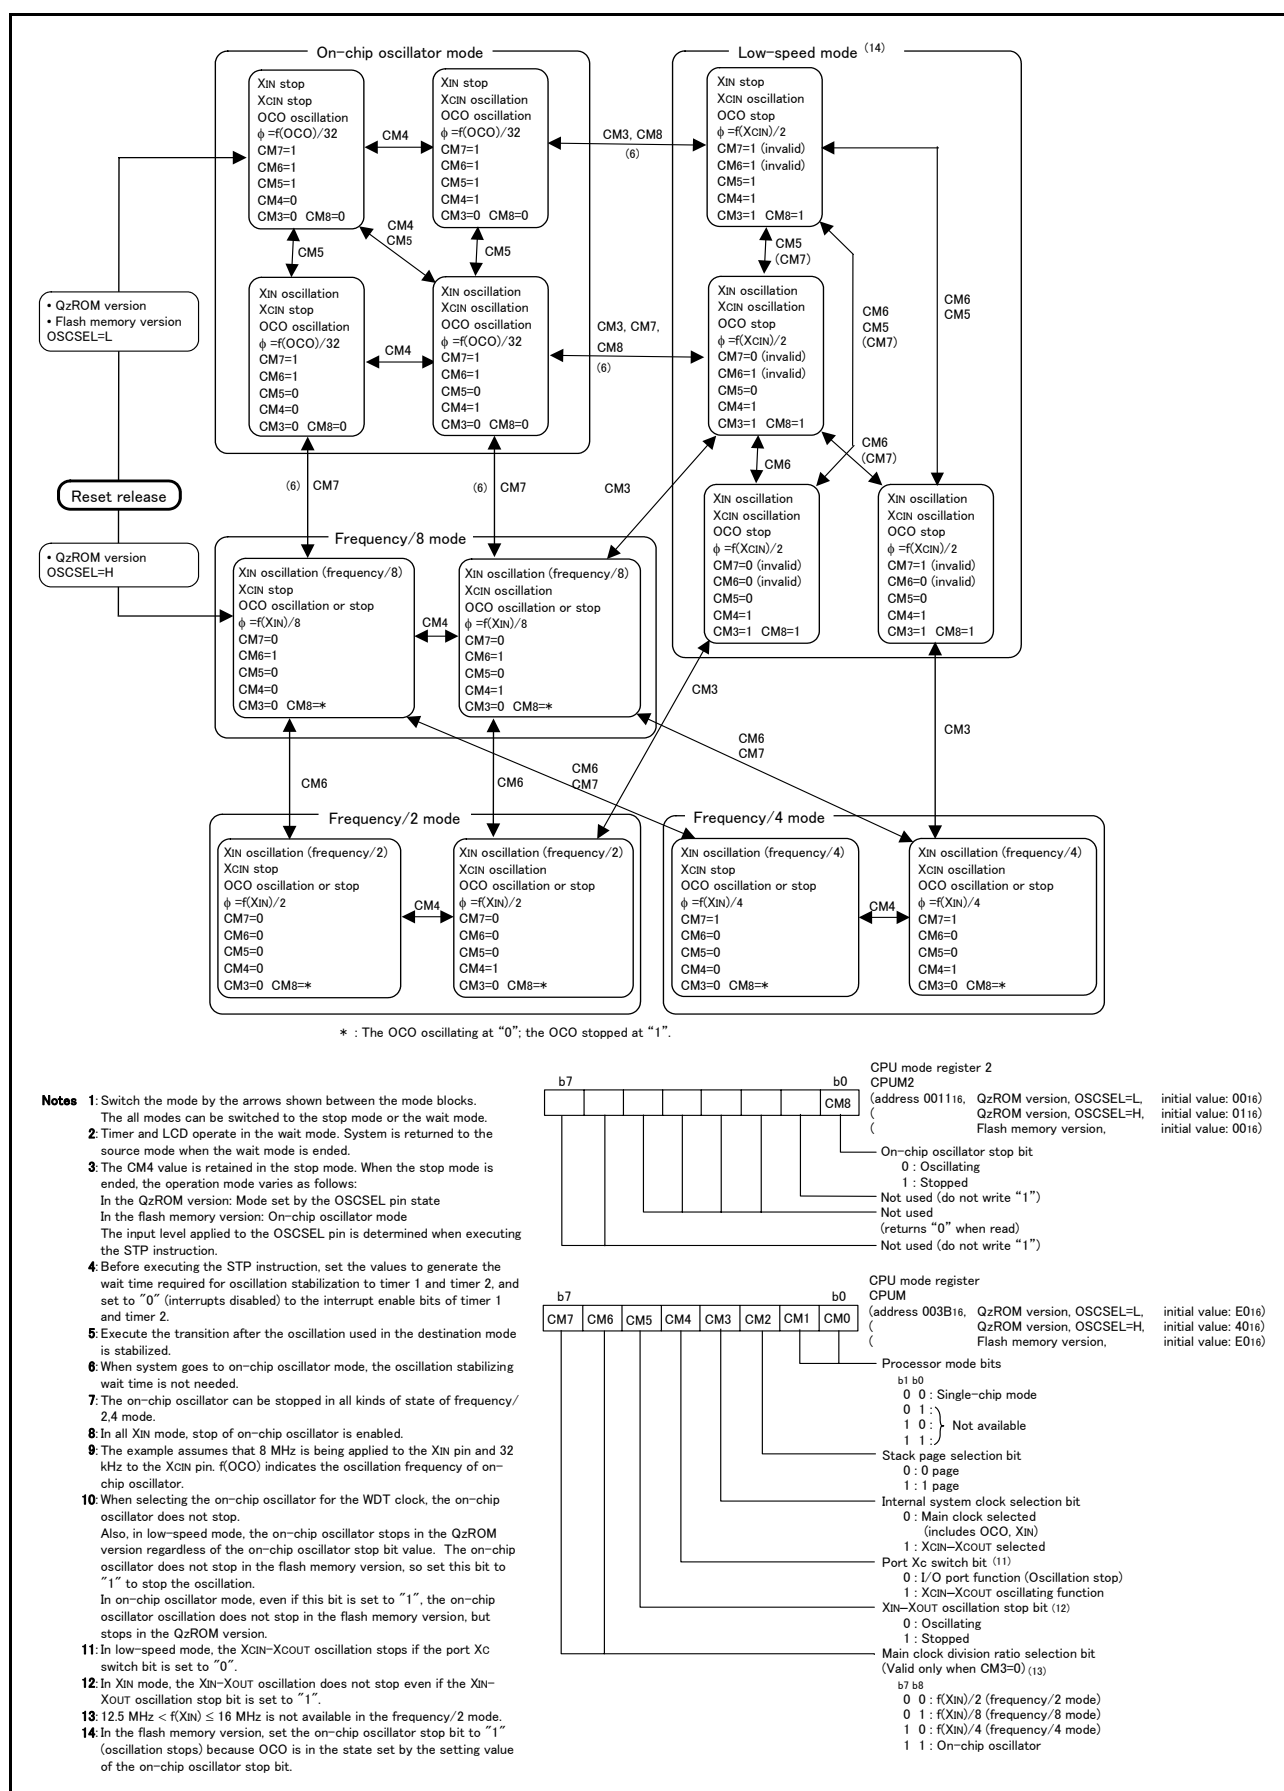 On-chip oscillator mode
XIN stop
XCIN stop
OCO oscillation
φ =f(OCO)/32
CM7=1
CM6=1
CM5=1
CM4=0
CM3=0 CM8=0
CM4
XIN stop
XCIN oscillation
OCO oscillation
φ =f(OCO)/32
CM7=1
CM6=1
CM5=1
CM4=1
CM3=0 CM8=0
CM5
CM4
CM5
CM5
XIN oscillation
XCIN stop
OCO oscillation
φ =f(OCO)/32
CM7=1
CM6=1
CM5=0
CM4=0
CM3=0 CM8=0
CM4
XIN oscillation
XCIN oscillation
OCO oscillation
φ =f(OCO)/32
CM7=1
CM6=1
CM5=0
CM4=1
CM3=0 CM8=0
CM3, CM8
(6)
CM3, CM7,
CM8
(6)
Low-speed mode (14)
XIN stop
XCIN oscillation
OCO stop
φ =f(XCIN)/2
CM7=1 (invalid)
CM6=1 (invalid)
CM5=1
CM4=1
CM3=1 CM8=1
CM5
(CM7)
XIN oscillation
XCIN oscillation
OCO stop
φ =f(XCIN)/2
CM7=0 (invalid)
CM6=1 (invalid)
CM5=0
CM4=1
CM3=1 CM8=1
CM6
CM5
(CM7)
CM6
CM5
CM6
CM6
(CM7)
XIN oscillation
XCIN oscillation
OCO stop
φ =f(XCIN)/2
CM7=0 (invalid)
CM6=0 (invalid)
CM5=0
CM4=1
CM3=1 CM8=1
XIN oscillation
XCIN oscillation
OCO stop
φ =f(XCIN)/2
CM7=1 (invalid)
CM6=0 (invalid)
CM5=0
CM4=1
CM3=1 CM8=1
• QzROM version
• Flash memory version
OSCSEL=L
Reset release
• QzROM version
OSCSEL=H
(6) CM7
(6) CM7
CM3
Frequency/8 mode
XIN oscillation (frequency/8)
XCIN stop
OCO oscillation or stop
φ =f(XIN)/8
CM7=0
CM6=1
CM5=0
CM4=0
CM3=0 CM8=*
CM4
XIN oscillation (frequency/8)
XCIN oscillation
OCO oscillation or stop
φ =f(XIN)/8
CM7=0
CM6=1
CM5=0
CM4=1
CM3=0 CM8=*
CM6
CM6
CM6
CM7
CM3
CM6
CM7
CM3
Frequency/2 mode
XIN oscillation (frequency/2)
XCIN stop
OCO oscillation or stop
φ =f(XIN)/2
CM7=0
CM6=0
CM5=0
CM4=0
CM3=0 CM8=*
CM4
XIN oscillation (frequency/2)
XCIN oscillation
OCO oscillation or stop
φ =f(XIN)/2
CM7=0
CM6=0
CM5=0
CM4=1
CM3=0 CM8=*
Frequency/4 mode
XIN oscillation (frequency/4)
XCIN stop
OCO oscillation or stop
φ =f(XIN)/4
CM7=1
CM6=0
CM5=0
CM4=0
CM3=0 CM8=*
CM4
XIN oscillation (frequency/4)
XCIN oscillation
OCO oscillation or stop
φ =f(XIN)/4
CM7=1
CM6=0
CM5=0
CM4=1
CM3=0 CM8=*
* : The OCO oscillating at “0”; the OCO stopped at “1”.
Notes 1: Switch the mode by the arrows shown between the mode blocks.
The all modes can be switched to the stop mode or the wait mode.
2: Timer and LCD operate in the wait mode. System is returned to the
source mode when the wait mode is ended.
3: The CM4 value is retained in the stop mode. When the stop mode is
ended, the operation mode varies as follows:
In the QzROM version: Mode set by the OSCSEL pin state
In the flash memory version: On-chip oscillator mode
The input level applied to the OSCSEL pin is determined when executing
the STP instruction.
4: Before executing the STP instruction, set the values to generate the
wait time required for oscillation stabilization to timer 1 and timer 2, and
set to "0" (interrupts disabled) to the interrupt enable bits of timer 1
and timer 2.
5: Execute the transition after the oscillation used in the destination mode
is stabilized.
6: When system goes to on-chip oscillator mode, the oscillation stabilizing
wait time is not needed.
7: The on-chip oscillator can be stopped in all kinds of state of frequency/
2,4 mode.
8: In all XIN mode, stop of on-chip oscillator is enabled.
9: The example assumes that 8 MHz is being applied to the XIN pin and 32
kHz to the XCIN pin. f(OCO) indicates the oscillation frequency of on-
chip oscillator.
10: When selecting the on-chip oscillator for the WDT clock, the on-chip
oscillator does not stop.
Also, in low-speed mode, the on-chip oscillator stops in the QzROM
version regardless of the on-chip oscillator stop bit value. The on-chip
oscillator does not stop in the flash memory version, so set this bit to
"1" to stop the oscillation.
In on-chip oscillator mode, even if this bit is set to "1", the on-chip
oscillator oscillation does not stop in the flash memory version, but
stops in the QzROM version.
11: In low-speed mode, the XCIN-XCOUT oscillation stops if the port XC
switch bit is set to "0".
12: In XIN mode, the XIN-XOUT oscillation does not stop even if the XIN-
XOUT oscillation stop bit is set to "1".
13: 12.5 MHz < f(XIN) ≤ 16 MHz is not available in the frequency/2 mode.
14: In the flash memory version, set the on-chip oscillator stop bit to "1"
(oscillation stops) because OCO is in the state set by the setting value
of the on-chip oscillator stop bit.
b7 b0
CM8
CPU mode register 2
CPUM2
(address 001116, QzROM version, OSCSEL=L, initial value: 0016)
( QzROM version, OSCSEL=H, initial value: 0116)
( Flash memory version, initial value: 0016)
On-chip oscillator stop bit
0 : Oscillating
1 : Stopped
Not used (do not write “1”)
Not used
(returns “0” when read)
Not used (do not write “1”)
b7 b0
CM7 CM6 CM5 CM4 CM3 CM2 CM1 CM0
CPU mode register
CPUM
(address 003B16, QzROM version, OSCSEL=L, initial value: E016)
( QzROM version, OSCSEL=H, initial value: 4016)
( Flash memory version, initial value: E016)
Processor mode bits
b1 b0
0 0 : Single-chip mode
0 1 :
1 0 : Not available
1 1 :
Stack page selection bit
0 : 0 page
1 : 1 page
Internal system clock selection bit
0 : Main clock selected
(includes OCO, XIN)
1 : XCIN–XCOUT selected
Port Xc switch bit (11)
0 : I/O port function (Oscillation stop)
1 : XCIN–XCOUT oscillating function
XIN–XOUT oscillation stop bit (12)
0 : Oscillating
1 : Stopped
Main clock division ratio selection bit
(Valid only when CM3=0) (13)
b7 b8
0 0 : f(XIN)/2 (frequency/2 mode)
0 1 : f(XIN)/8 (frequency/8 mode)
1 0 : f(XIN)/4 (frequency/4 mode)
1 1 : On-chip oscillator